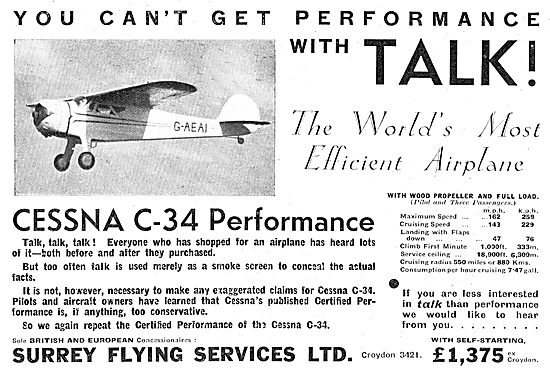 YOU CAN'T GET PERFORMANCE
WITH TALK!
G-AEAI
The World's Most
Efficient Airplane
CESSNA C-34 Performance
Talk, talk, talk! Everyone who has shopped for an airplane has heard lots
of it—both before and after they purchased.
But too often talk is used merely as a smoke screen to conceal the actual
facts.
It is not, however, necessary to make any exaggerated claims for Cessna C-34.
Pilots and aircraft owners have learned that Cessna's published Certified Per-
formance is, if anything, too conservative.
So we again repeat the Certified Performance of the Cessna C-34.
WITH WOOD PROPELLER AND FULL LOAD.
(Pilot and Three Passengers.)
m.p.h. k.p.h.
Maximum Speed ... ...162 259
Cruising Speed ... ...143 229
Landing with Flaps
down ... ... ... 47 76
Climb First Minute 1,000ft. 333m.
Service ceiling ... 18,900ft. 6,300m.
Cruising radius 550 miles or 880 Kms.
Consumption per hour cruising 7·47 gall.
If you are less interested
in talk than performance
we would like to hear
from you. . . . . . . . .
Sole BRITISH AND EUROPEAN Concessionaires:
SURREY FLYING SERVICES LTD. Croydon 3421.
WITH SELF-STARTING,
£1,375 ex Croydon.